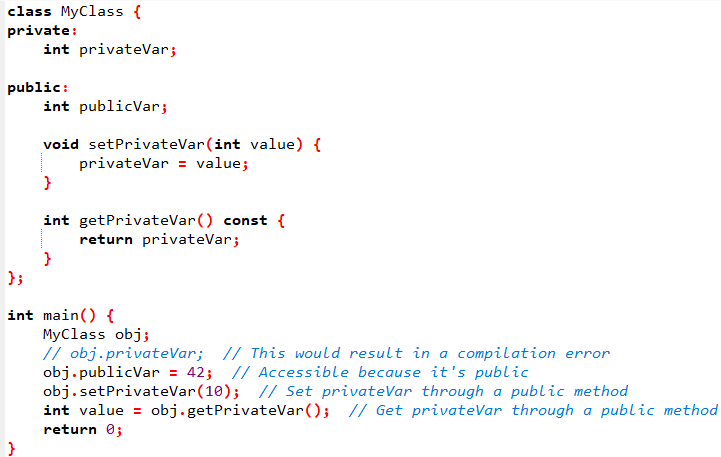 class MyClass {
private:
    int privateVar;

public:
    int publicVar;

    void setPrivateVar(int value) {
        privateVar = value;
    }

    int getPrivateVar() const {
        return privateVar;
    }
};

int main() {
    MyClass obj;
    // obj.privateVar;  // This would result in a compilation error
    obj.publicVar = 42;  // Accessible because it's public
    obj.setPrivateVar(10);  // Set privateVar through a public method
    int value = obj.getPrivateVar();  // Get privateVar through a public method
    return 0;
}